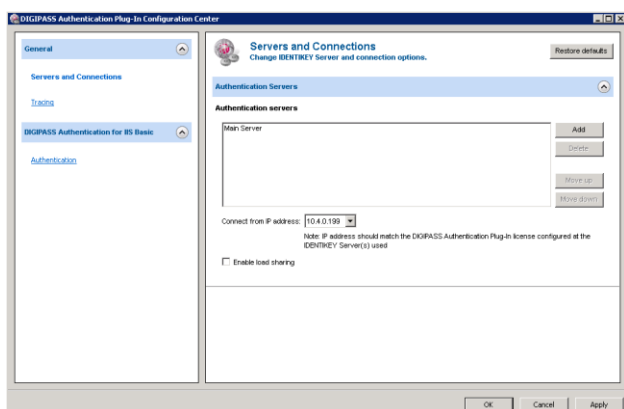 DIGIPASS Authentication Plug-In Configuration Center
General
Servers and Connections
Tracing
DIGIPASS Authentication for IIS Basic
Authentication
Servers and Connections
Change IDENTIKEY Server and connection options.
Restore defaults
Authentication Servers
Authentication servers
Main Server
Add
Delete
Move up
Move down
Connect from IP address: 10.4.0.199
Note: IP address should match the DIGIPASS Authentication Plug-In license configured at the
IDENTIKEY Server(s) used
Enable load sharing
OK
Cancel
Apply